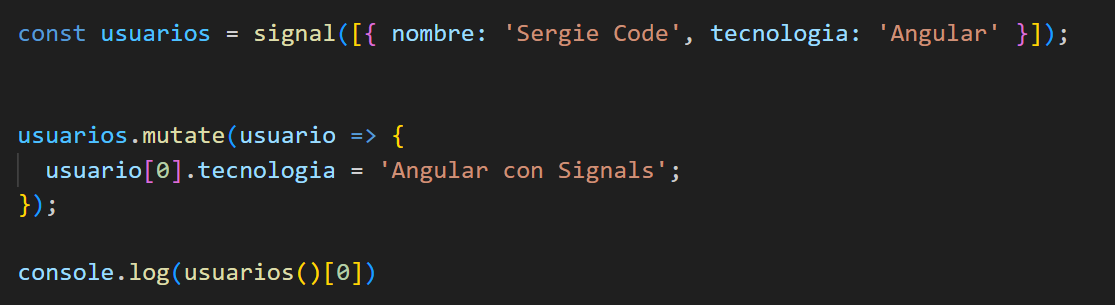 const usuarios = signal([{ nombre: 'Sergie Code', tecnologia: 'Angular' }]);
usuarios.mutate(usuario => {
usuario[0].tecnologia = 'Angular con Signals';
});
console.log(usuarios()[0])